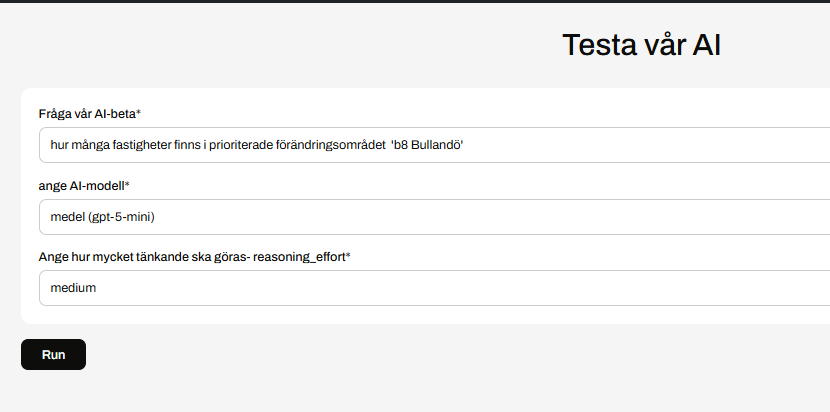 Testa vår AI
Fråga vår AI-beta*
hur många fastigheter finns i prioriterade förändringsområdet 'b8 Bullandö'
ange AI-modell*
medel (gpt-5-mini)
Ange hur mycket tänkande ska göras- reasoning_effort*
medium
Run